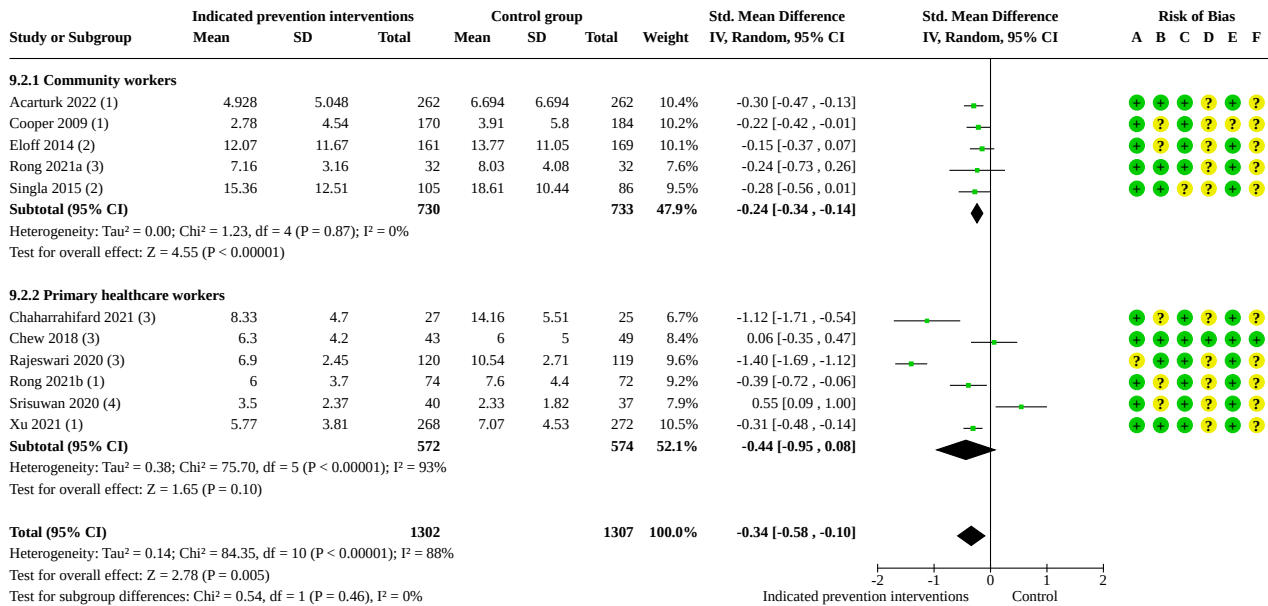 Indicated prevention interventions Control group Std. Mean Difference Std. Mean Difference Risk of Bias
Study or Subgroup Mean SD Total Mean SD Total Weight IV, Random, 95% CI IV, Random, 95% CI A B C D E F
9.2.1 Community workers
Acarturk 2022 (1) 4.928 5.048 262 6.694 6.694 262 10.4% -0.30 [-0.47 , -0.13] + + + ? + ?
Cooper 2009 (1) 2.78 4.54 170 3.91 5.8 184 10.2% -0.22 [-0.42 , -0.01] + ? + ? ? ?
Eloff 2014 (2) 12.07 11.67 161 13.77 11.05 169 10.1% -0.15 [-0.37 , 0.07] + ? + ? + ?
Rong 2021a (3) 7.16 3.16 32 8.03 4.08 32 7.6% -0.24 [-0.73 , 0.26] + + + ? + ?
Singla 2015 (2) 15.36 12.51 105 18.61 10.44 86 9.5% -0.28 [-0.56 , 0.01] + + ? ? + ?
Subtotal (95% CI) 730 733 47.9% -0.24 [-0.34 , -0.14]
Heterogeneity: Tau² = 0.00; Chi² = 1.23, df = 4 (P = 0.87); I² = 0%
Test for overall effect: Z = 4.55 (P < 0.00001)
9.2.2 Primary healthcare workers
Chaharrahifard 2021 (3) 8.33 4.7 27 14.16 5.51 25 6.7% -1.12 [-1.71 , -0.54] + ? + ? + ?
Chew 2018 (3) 6.3 4.2 43 6 5 49 8.4% 0.06 [-0.35 , 0.47] + + + + + +
Rajeswari 2020 (3) 6.9 2.45 120 10.54 2.71 119 9.6% -1.40 [-1.69 , -1.12] ? + + ? + ?
Rong 2021b (1) 6 3.7 74 7.6 4.4 72 9.2% -0.39 [-0.72 , -0.06] + ? + ? + ?
Srisuwan 2020 (4) 3.5 2.37 40 2.33 1.82 37 7.9% 0.55 [0.09 , 1.00] + ? + ? + ?
Xu 2021 (1) 5.77 3.81 268 7.07 4.53 272 10.5% -0.31 [-0.48 , -0.14] + + + ? + ?
Subtotal (95% CI) 572 574 52.1% -0.44 [-0.95 , 0.08]
Heterogeneity: Tau² = 0.38; Chi² = 75.70, df = 5 (P < 0.00001); I² = 93%
Test for overall effect: Z = 1.65 (P = 0.10)
Total (95% CI) 1302 1307 100.0% -0.34 [-0.58 , -0.10]
Heterogeneity: Tau² = 0.14; Chi² = 84.35, df = 10 (P < 0.00001); I² = 88%
Test for overall effect: Z = 2.78 (P = 0.005)
Test for subgroup differences: Chi² = 0.54, df = 1 (P = 0.46), I² = 0%
-2 -1 0 1 2
Indicated prevention interventions Control